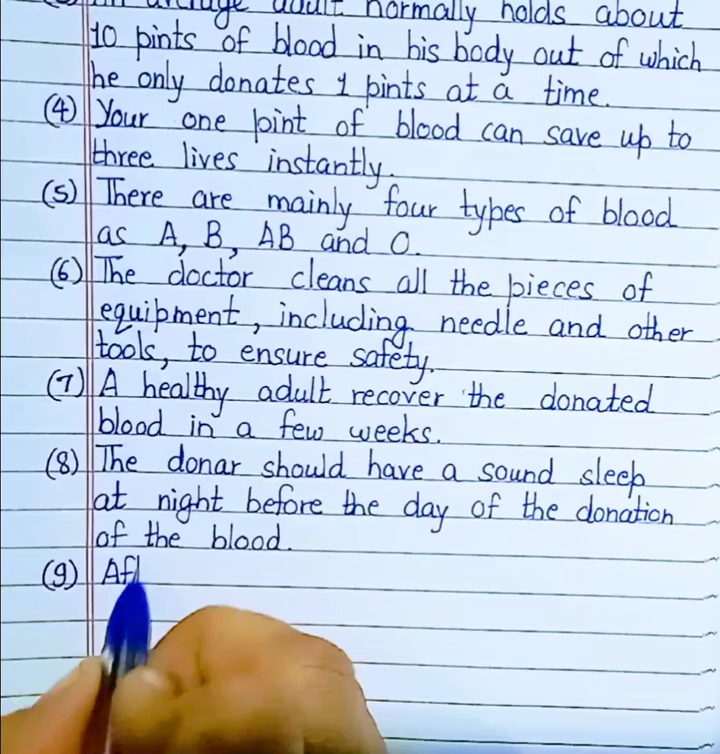 average adult normally holds about
10 pints of blood in his body out of which
he only donates 1 pints at a time.
(4) Your one point of blood can save up to
three lives instantly.
(5) There are mainly four types of blood
as A, B, AB and O.
(6) The doctor cleans all the pieces of
equipment, including needle and other
tools, to ensure safety.
(7) A healthy adult recover the donated
blood in a few weeks.
(8) The donar should have a sound sleep
at night before the day of the donation
of the blood.
(9) Af